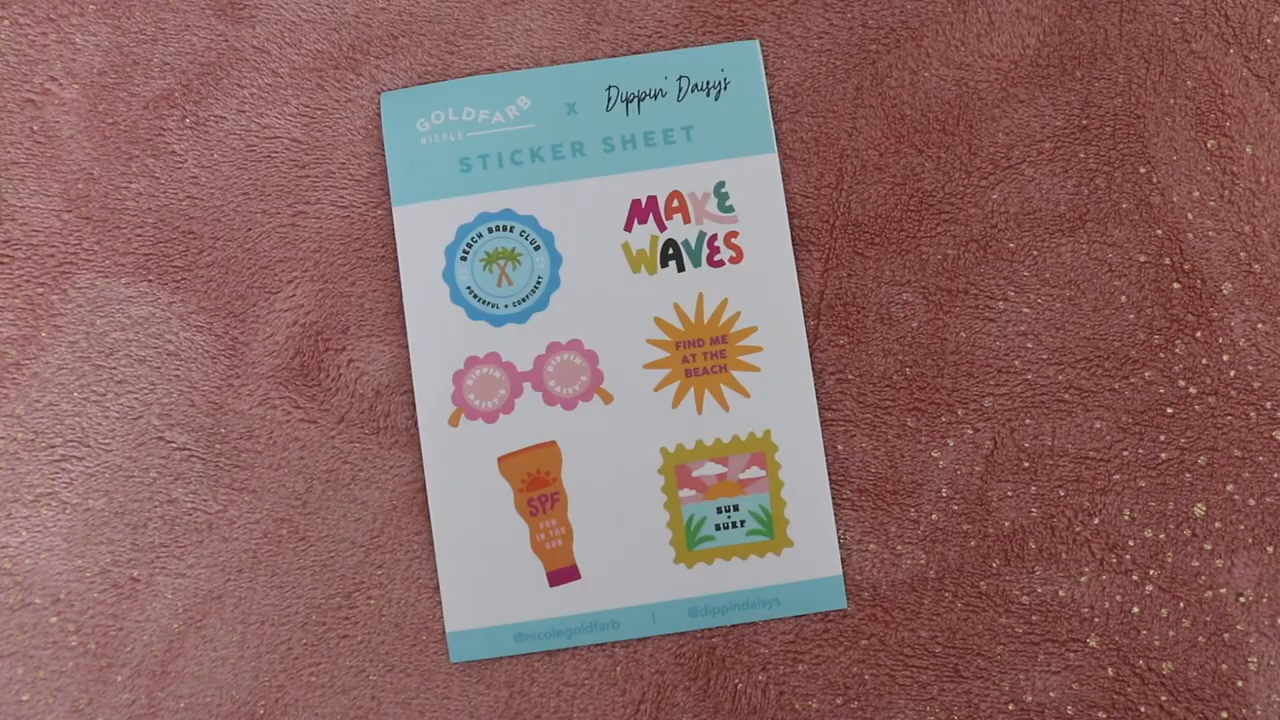 GOLDFARB
NICOLE
X
Dippin' Daisy's
STICKER SHEET
BEACH BABE CLUB
POWERFUL + CONFIDENT
MAKE
WAVES
DIPPIN'
DAISY'S
DIPPIN'
DAISY'S
FIND ME
AT THE
BEACH
SPF
FUN
IN THE
SUN
SUN
+
SURF
@nicolegoldfarb | @dippindaisys